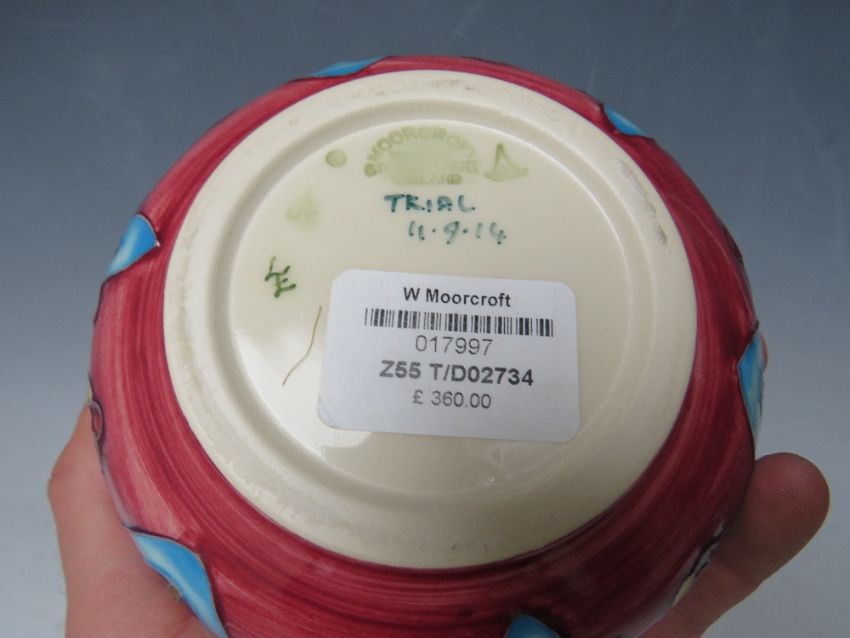 MOORCROFT
TRIAL
11.9.14
W Moorcroft
017997
Z55 T/D02734
£ 360.00